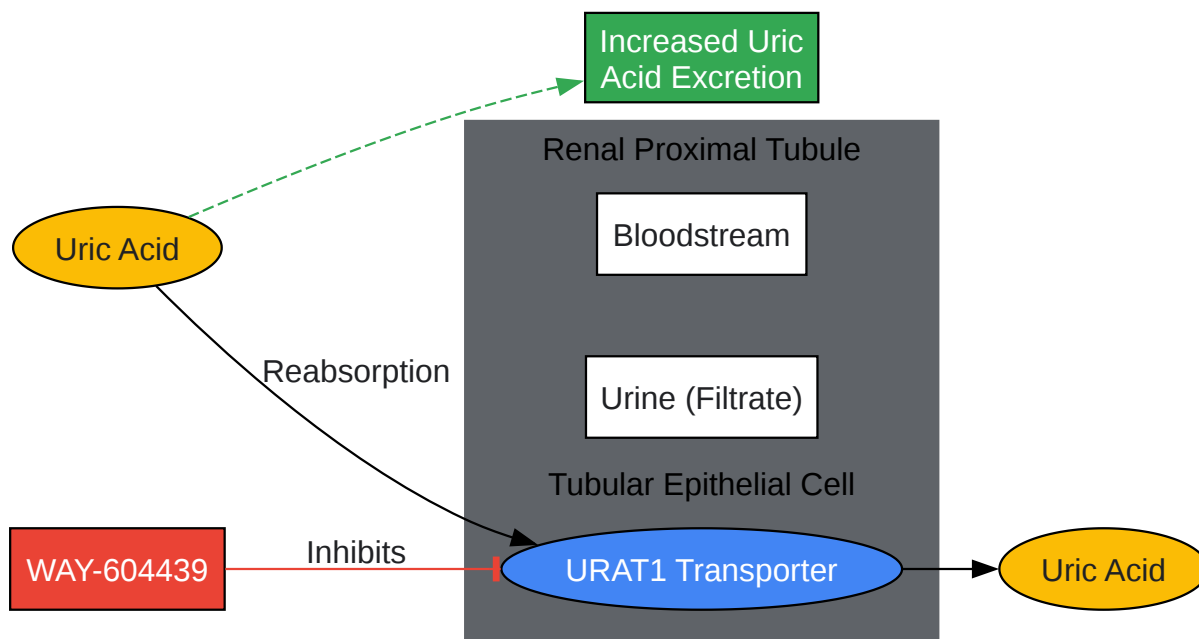 Increased Uric
Acid Excretion
Renal Proximal Tubule
Bloodstream
Uric Acid
Reabsorption
Urine (Filtrate)
Tubular Epithelial Cell
WAY-604439
Inhibits
URAT1 Transporter
Uric Acid